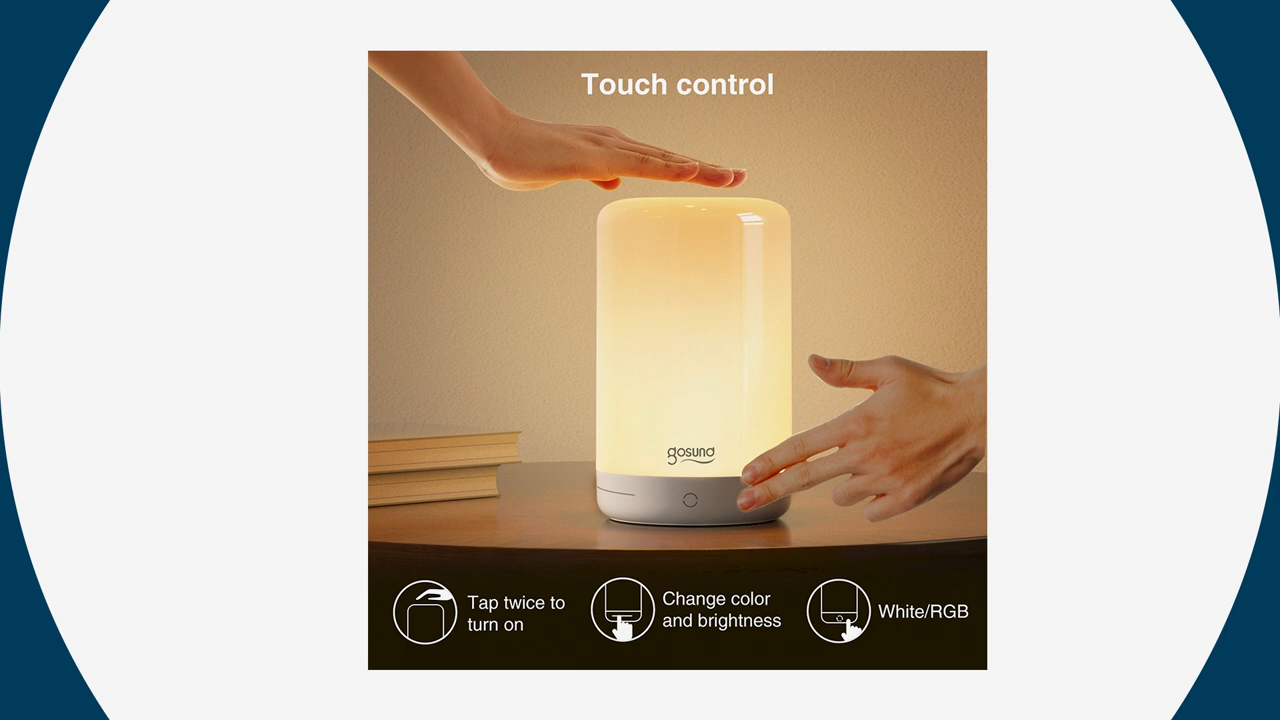 Touch control
gosund
Tap twice to
turn on
Change color
and brightness
White/RGB